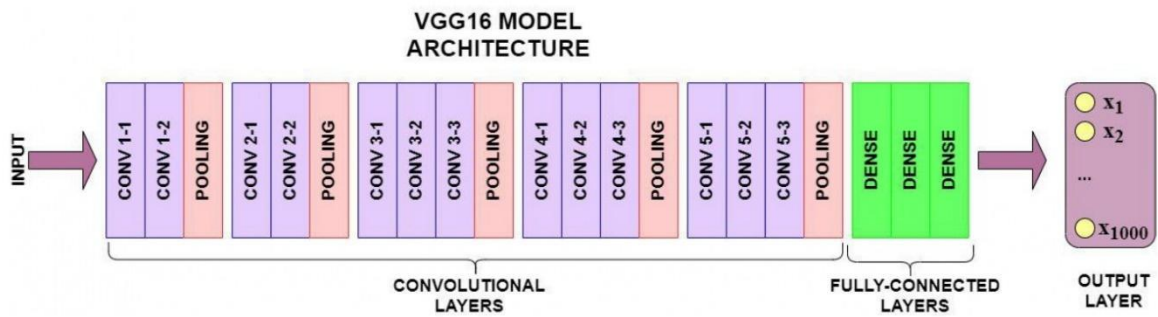 VGG16 MODEL
ARCHITECTURE
INPUT
CONV 1-1
CONV 1-2
POOLING
CONV 2-1
CONV 2-2
POOLING
CONV 3-1
CONV 3-2
CONV 3-3
POOLING
CONV 4-1
CONV 4-2
CONV 4-3
POOLING
CONV 5-1
CONV 5-2
CONV 5-3
POOLING
DENSE
DENSE
DENSE
x1
x2
...
x1000
CONVOLUTIONAL
LAYERS
FULLY-CONNECTED
LAYERS
OUTPUT
LAYER